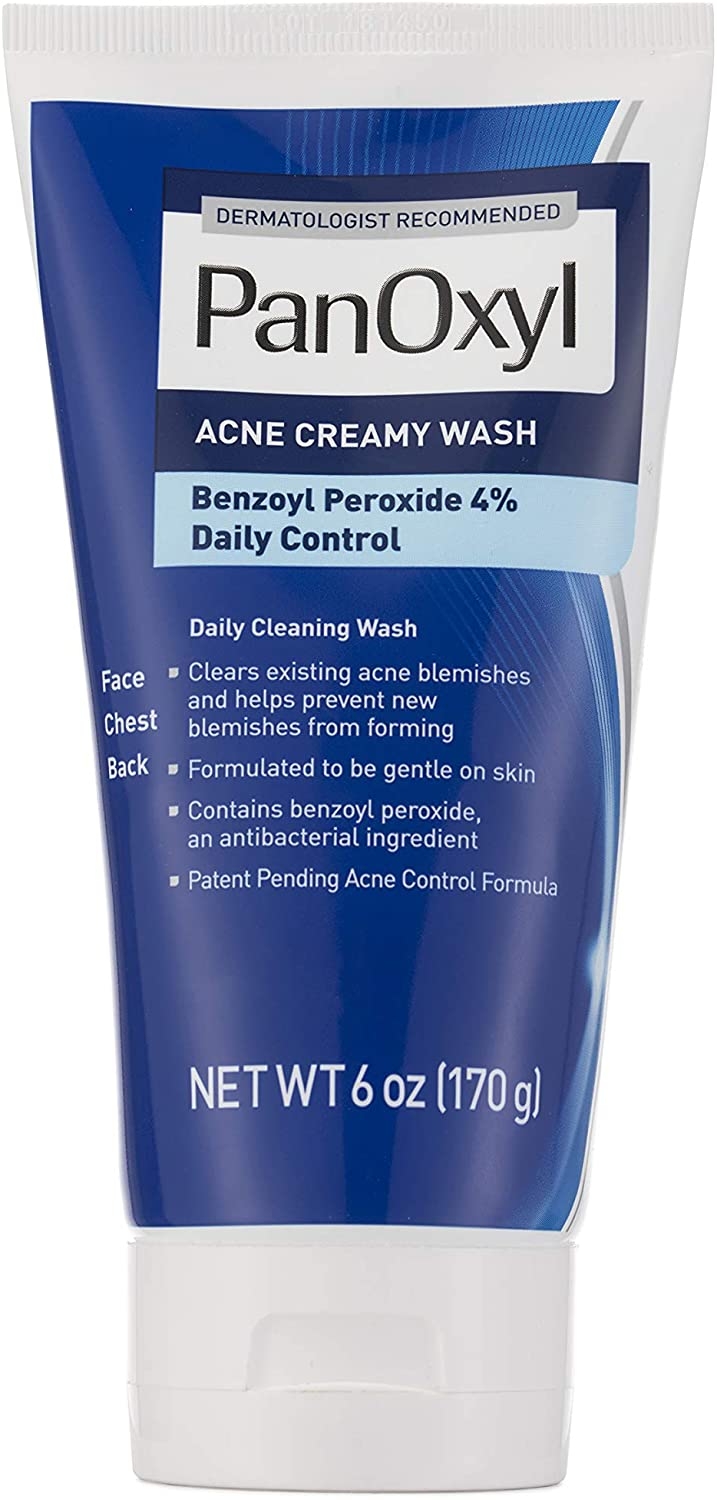 LOT 181450
DERMATOLOGIST RECOMMENDED
PanOxyl
ACNE CREAMY WASH
Benzoyl Peroxide 4%
Daily Control
Daily Cleaning Wash
Face
Chest
Back
Clears existing acne blemishes
and helps prevent new
blemishes from forming
Formulated to be gentle on skin
Contains benzoyl peroxide,
an antibacterial ingredient
Patent Pending Acne Control Formula
NET WT 6 oz (170 g)